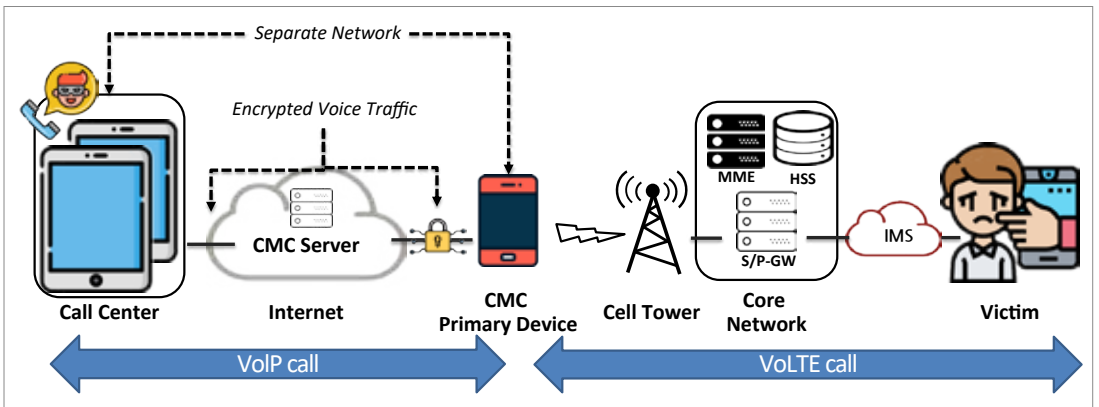 Separate Network
Encrypted Voice Traffic
MME
HSS
CMC Server
S/P-GW
IMS
Call Center
Internet
CMC
Primary Device
Cell Tower
Core
Network
Victim
VoIP call
VoLTE call